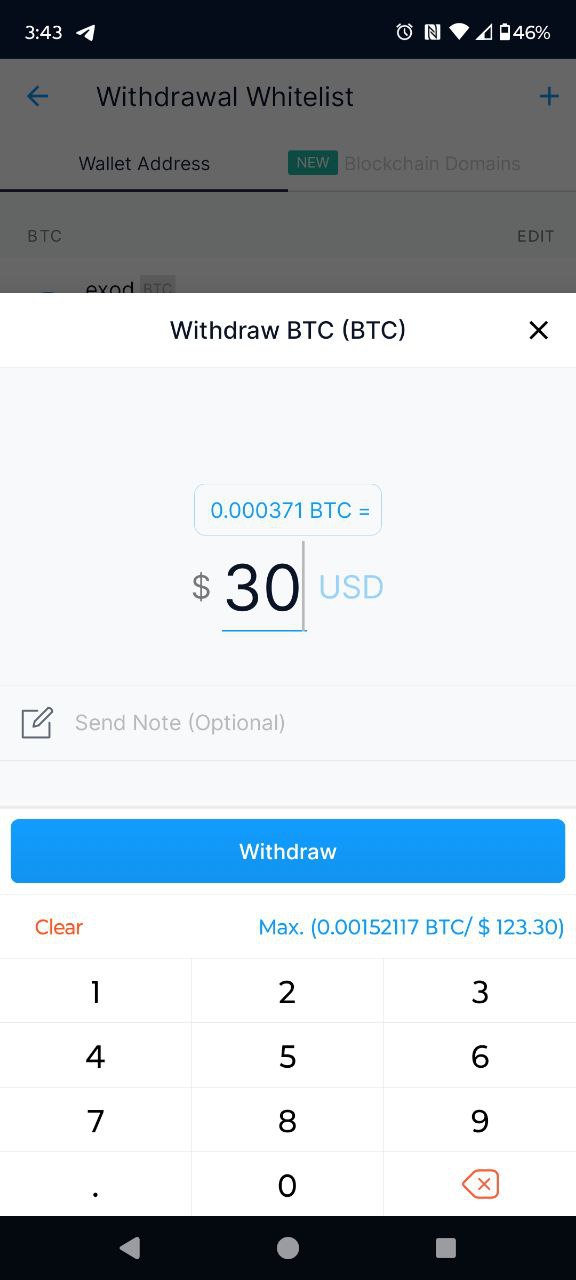 3:43 46%
Withdrawal Whitelist
Wallet Address NEW Blockchain Domains
BTC EDIT
exod BTC
Withdraw BTC (BTC)
0.000371 BTC =
$ 30 USD
Send Note (Optional)
Withdraw
Clear Max. (0.00152117 BTC/ $ 123.30)
1 2 3
4 5 6
7 8 9
. 0